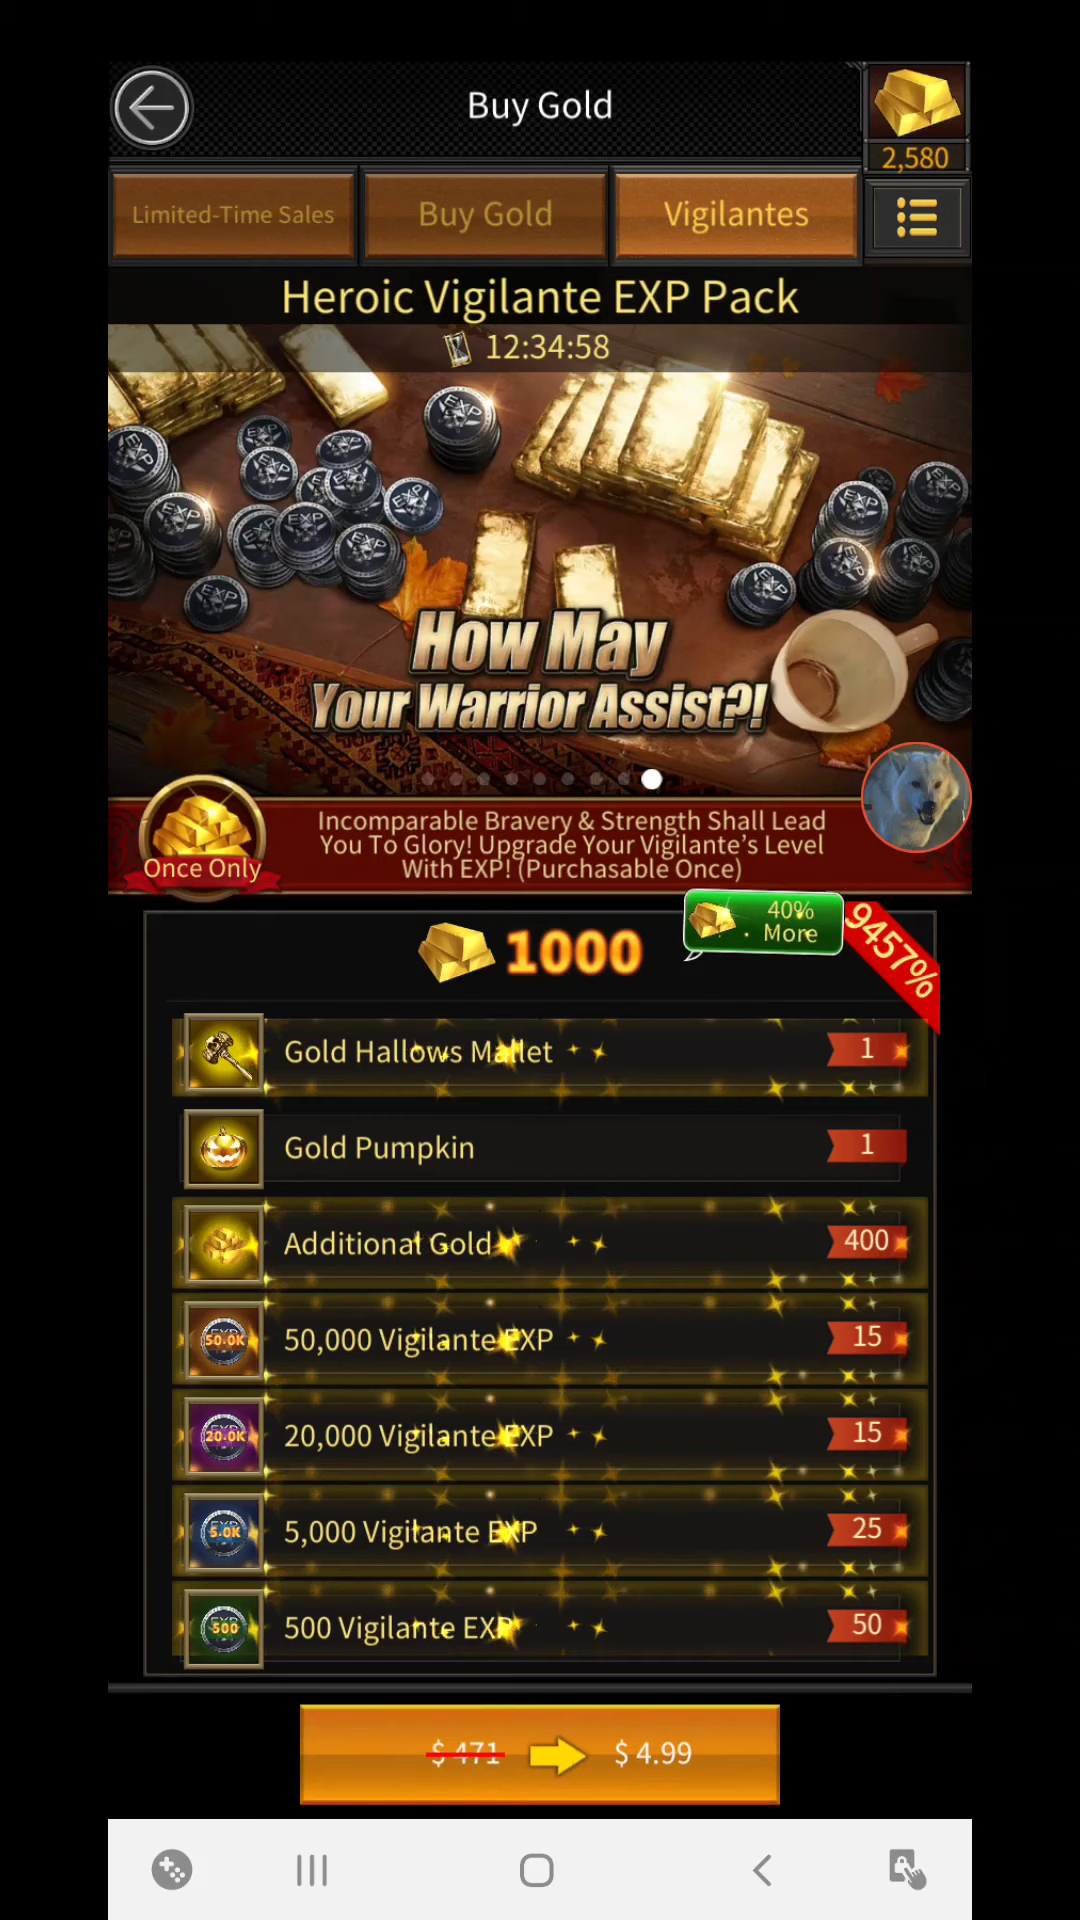 Buy Gold
2,580
Limited-Time Sales
Buy Gold
Vigilantes
Heroic Vigilante EXP Pack
12:34:58
How May
Your Warrior Assist?!
Once Only
Incomparable Bravery & Strength Shall Lead
You To Glory! Upgrade Your Vigilante's Level
With EXP! (Purchasable Once)
1000
40%
More
9457%
Gold Hallows Mallet
1
Gold Pumpkin
1
Additional Gold
400
50.0K
50,000 Vigilante EXP
15
20.0K
20,000 Vigilante EXP
15
5.0K
5,000 Vigilante EXP
25
500
500 Vigilante EXP
50
$ 471
$ 4.99